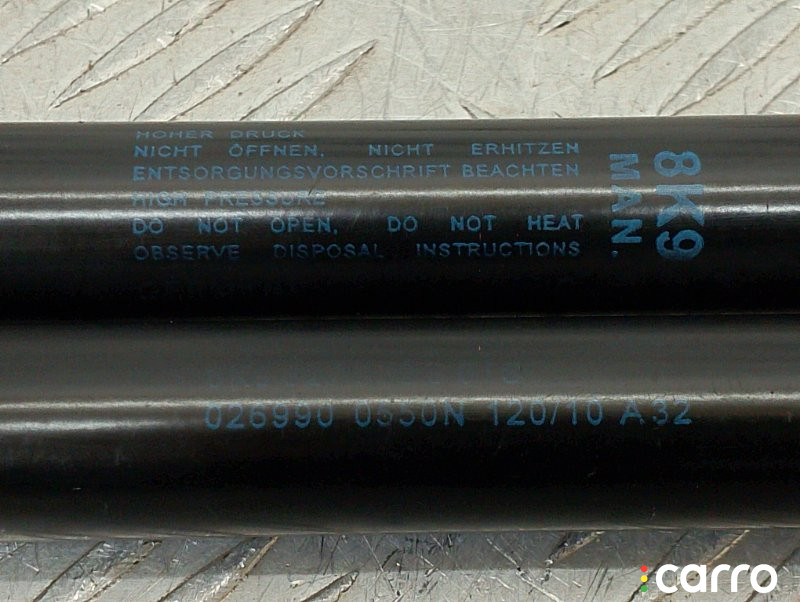 HOHER DRUCK
NICHT ÖFFNEN. NICHT ERHITZEN
ENTSORGUNGSVORSCHRIFT BEACHTEN
HIGH PRESSURE
DO NOT OPEN. DO NOT HEAT
OBSERVE DISPOSAL INSTRUCTIONS
8K9
MAN.
026990 0550N 120/10 A32
carro